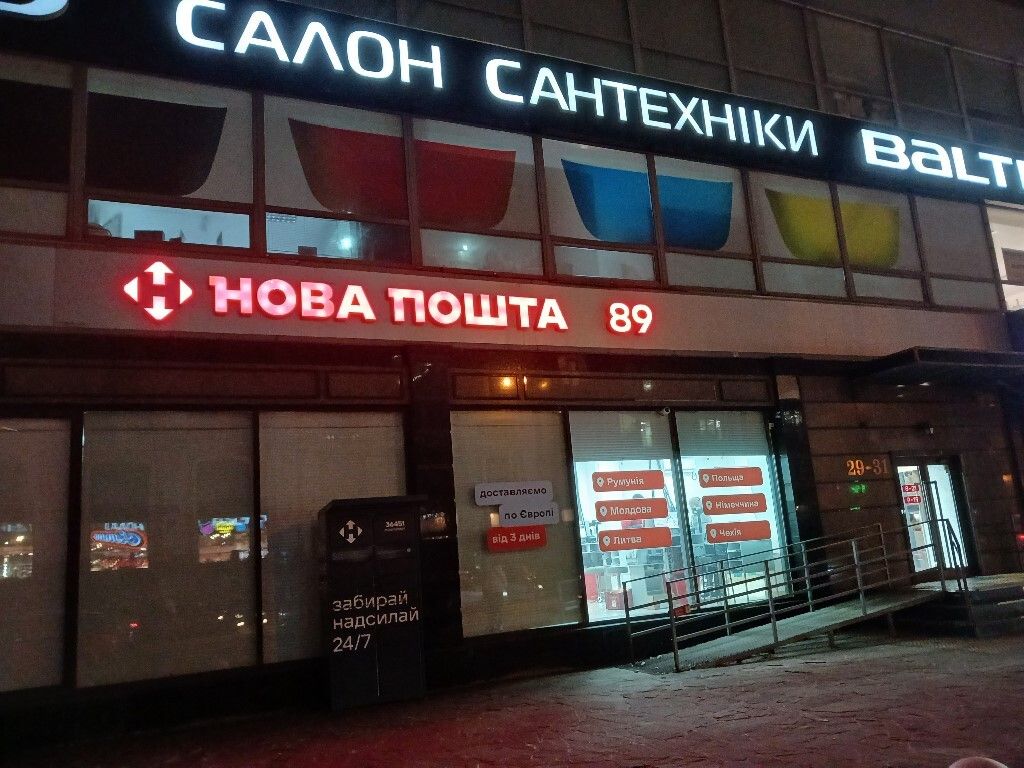 САЛОН САНТЕХНІКИ BALTI
НОВА ПОШТА 89
доставляємо
по Європі
від 3 днів
Румунія
Молдова
Литва
Польща
Німеччина
Чехія
29-31
36451
забирай
надсилай
24/7